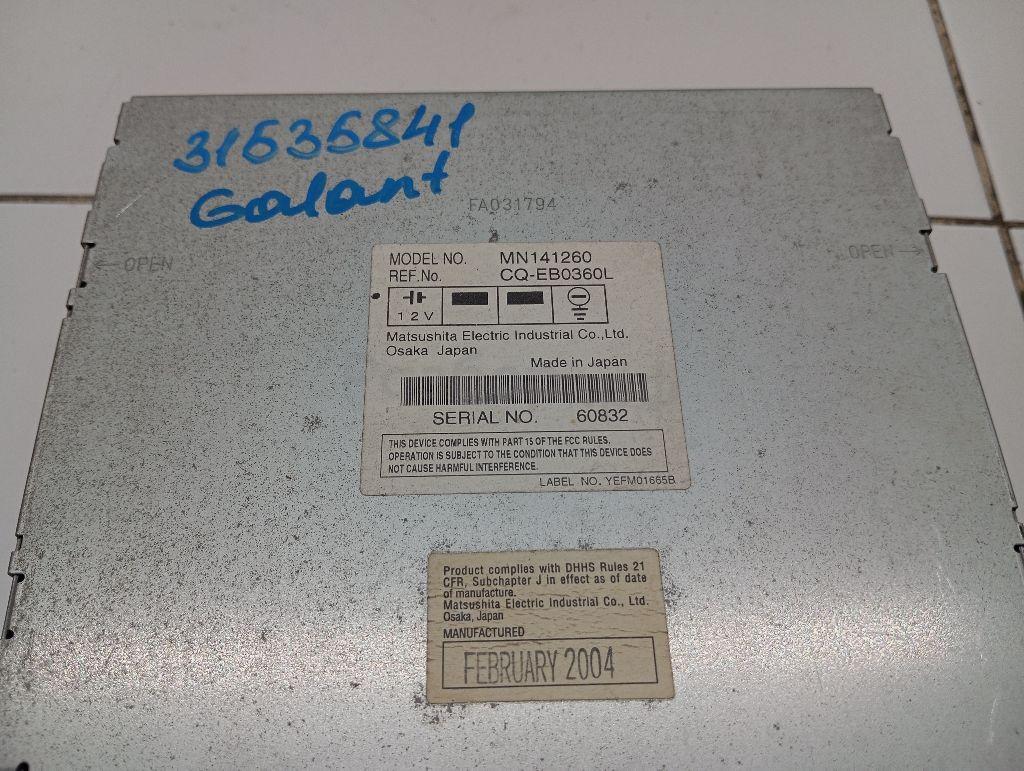 31535841
Galant
FA031794
← OPEN
OPEN →
MODEL NO. MN141260
REF.No. CQ-EB0360L
12V
Matsushita Electric Industrial Co.,Ltd.
Osaka Japan
Made in Japan
SERIAL NO. 60832
THIS DEVICE COMPLIES WITH PART 15 OF THE FCC RULES.
OPERATION IS SUBJECT TO THE CONDITION THAT THIS DEVICE DOES
NOT CAUSE HARMFUL INTERFERENCE.
LABEL NO. YEFM01665B
Product complies with DHHS Rules 21
CFR, Subchapter J in effect as of date
of manufacture.
Matsushita Electric Industrial Co., Ltd.
Osaka, Japan
MANUFACTURED
FEBRUARY 2004